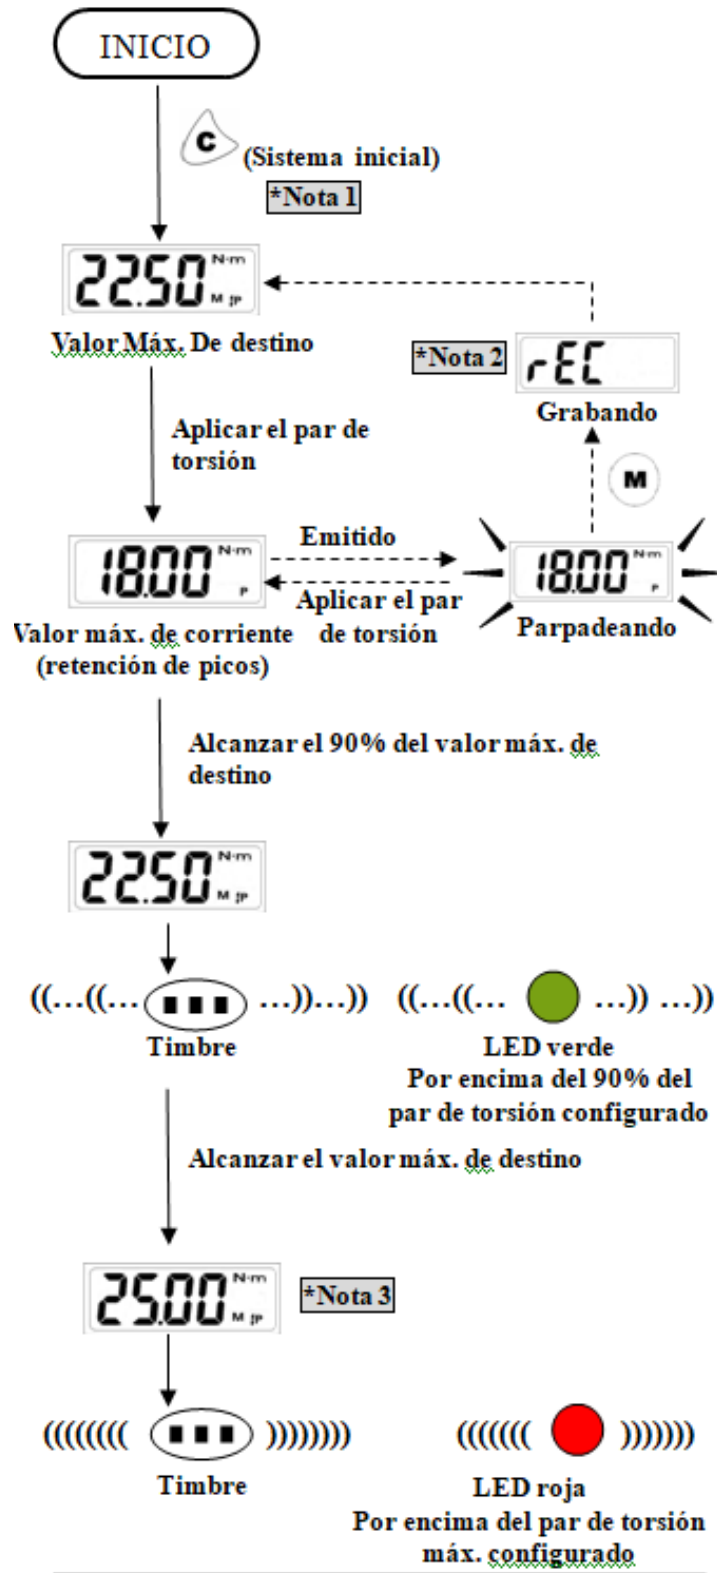 INICIO
C
(Sistema inicial)
*Nota 1
22.50 N·m
M P
Valor Máx. De destino
*Nota 2
rEC
Grabando
Aplicar el par de
torsión
M
18.00 N·m
P
Emitido
18.00 N·m
P
Aplicar el par
de torsión
Parpadeando
Valor máx. de corriente
(retención de picos)
Alcanzar el 90% del valor máx. de
destino
22.50 N·m
M P
((...((... ...))...))
((...((... ...)) ...))
Timbre
LED verde
Por encima del 90% del
par de torsión configurado
Alcanzar el valor máx. de destino
25.00 N·m
M P
*Nota 3
(((((((( ))))))))
((((((( )))))))
Timbre
LED roja
Por encima del par de torsión
máx. configurado